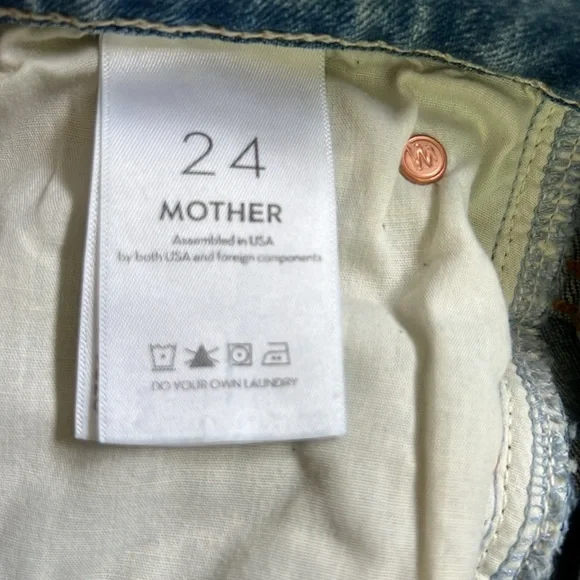 24
MOTHER
Assembled in USA
by both USA and foreign components
DO YOUR OWN LAUNDRY